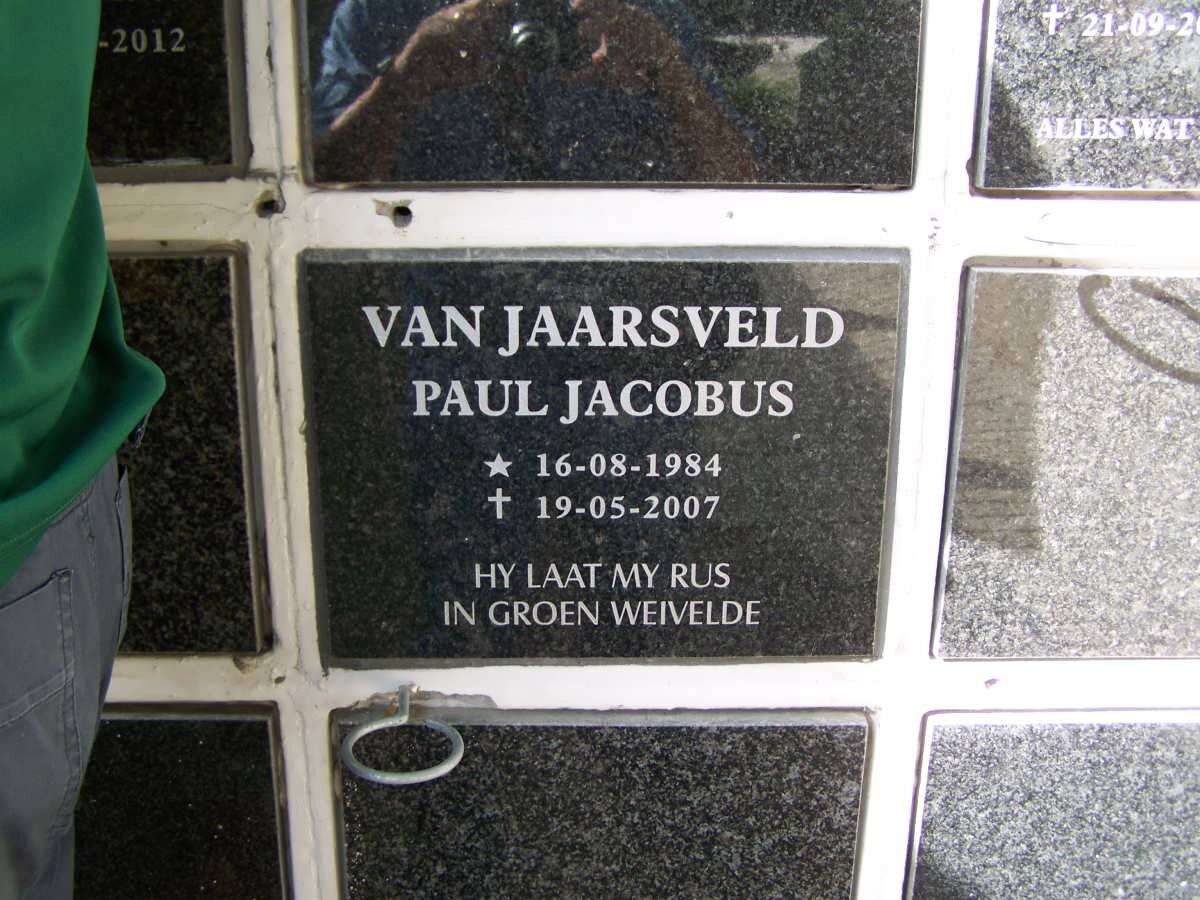 -2012
✝ 21-09-2
ALLES WAT
VAN JAARSVELD
PAUL JACOBUS
★ 16-08-1984
✝ 19-05-2007
HY LAAT MY RUS
IN GROEN WEIVELDE